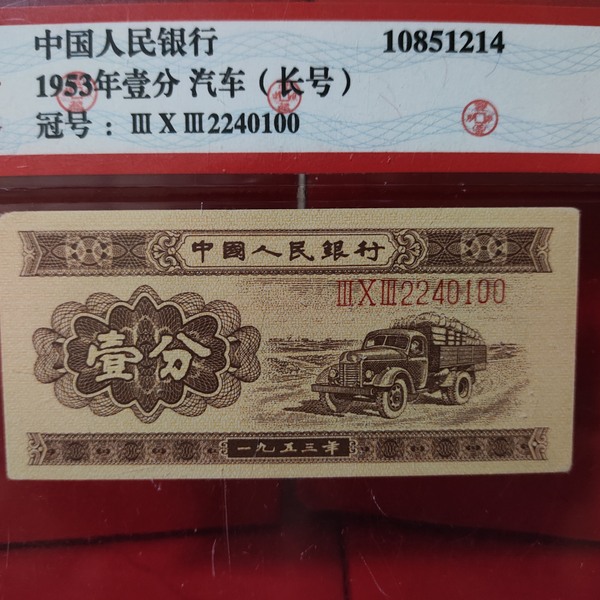 中国人民银行 10851214
1953年壹分 汽车（长号）
冠号：ⅢⅩⅢ2240100
中國人民銀行
ⅢⅩⅢ2240100
壹分
一九五三年